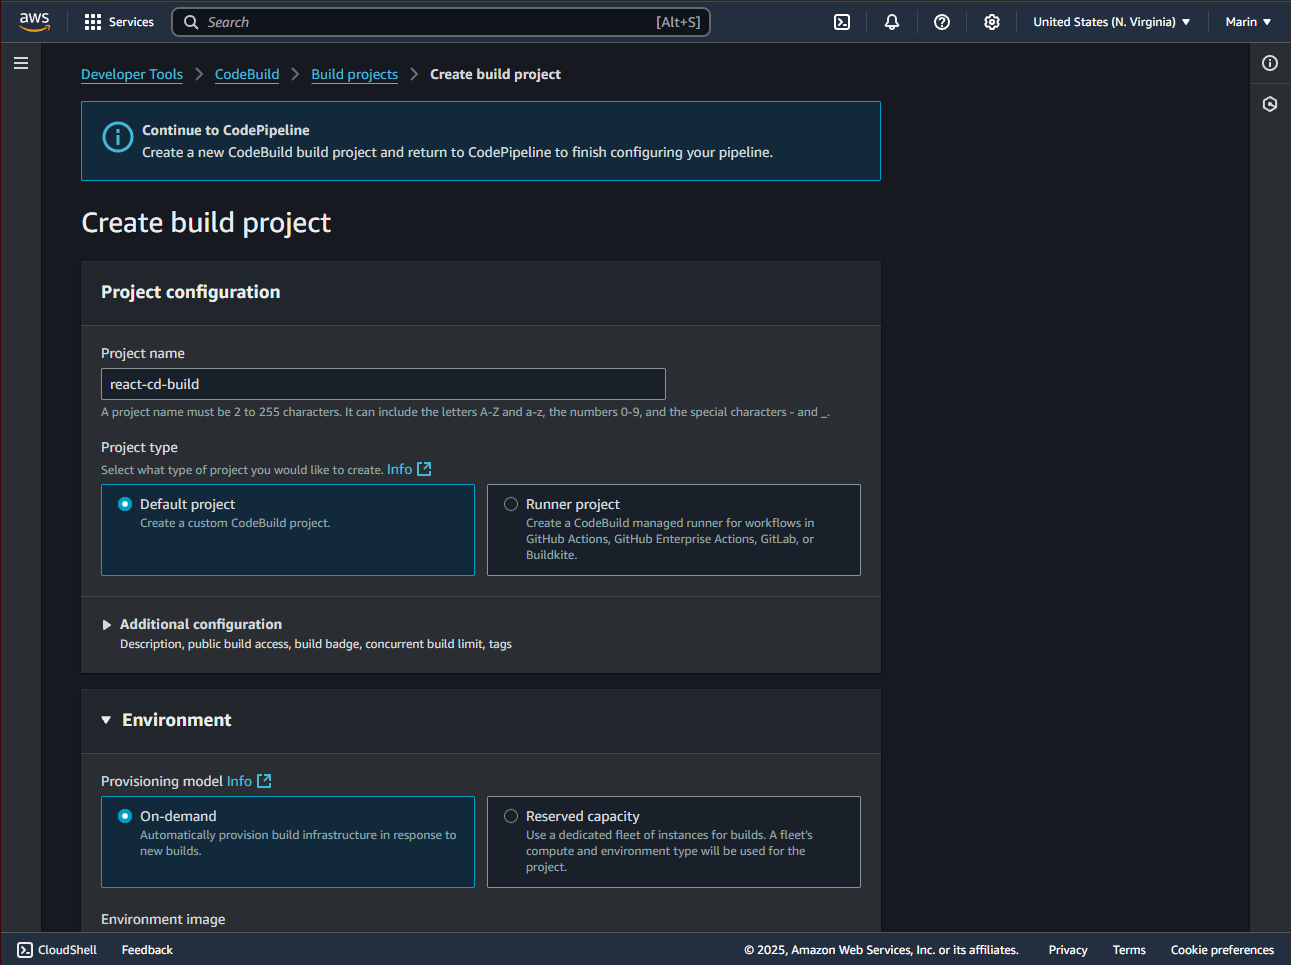 aws
Services
Search
[Alt+S]
United States (N. Virginia)
Marin
Developer Tools
CodeBuild
Build projects
Create build project
Continue to CodePipeline
Create a new CodeBuild build project and return to CodePipeline to finish configuring your pipeline.
Create build project
Project configuration
Project name
react-cd-build
A project name must be 2 to 255 characters. It can include the letters A-Z and a-z, the numbers 0-9, and the special characters - and _.
Project type
Select what type of project you would like to create. Info
Default project
Create a custom CodeBuild project.
Runner project
Create a CodeBuild managed runner for workflows in
GitHub Actions, GitHub Enterprise Actions, GitLab, or
Buildkite.
Additional configuration
Description, public build access, build badge, concurrent build limit, tags
Environment
Provisioning model Info
On-demand
Automatically provision build infrastructure in response to
new builds.
Reserved capacity
Use a dedicated fleet of instances for builds. A fleet's
compute and environment type will be used for the
project.
Environment image
CloudShell
Feedback
© 2025, Amazon Web Services, Inc. or its affiliates.
Privacy
Terms
Cookie preferences